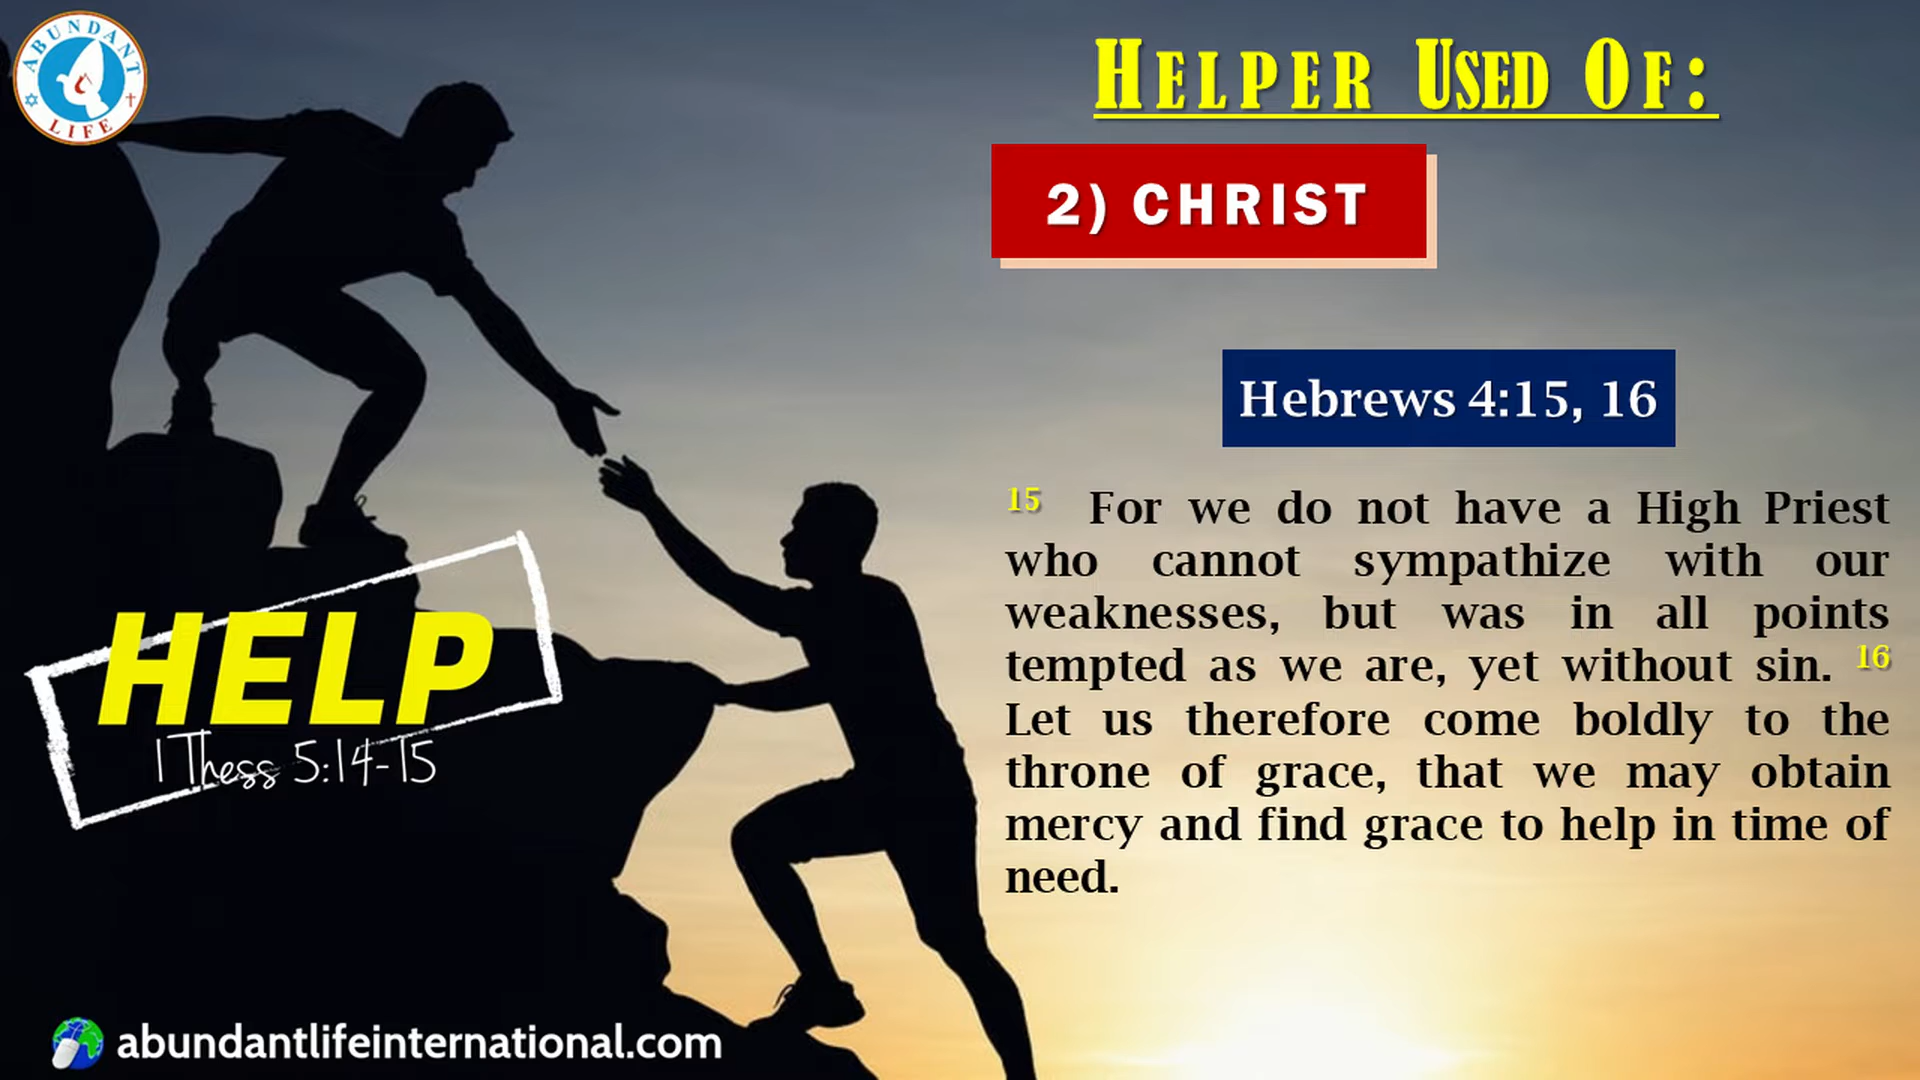 ABUNDANT
LIFE
HELPER USED OF:
2) CHRIST
Hebrews 4:15, 16
15 For we do not have a High Priest
who cannot sympathize with our
weaknesses, but was in all points
tempted as we are, yet without sin. 16
Let us therefore come boldly to the
throne of grace, that we may obtain
mercy and find grace to help in time of
need.
HELP
1 Thess 5:14-15
abundantlifeinternational.com